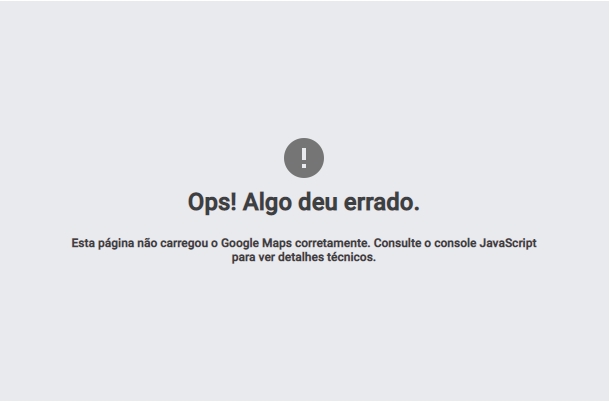 Ops! Algo deu errado.
Esta página não carregou o Google Maps corretamente. Consulte o console JavaScript
para ver detalhes técnicos.